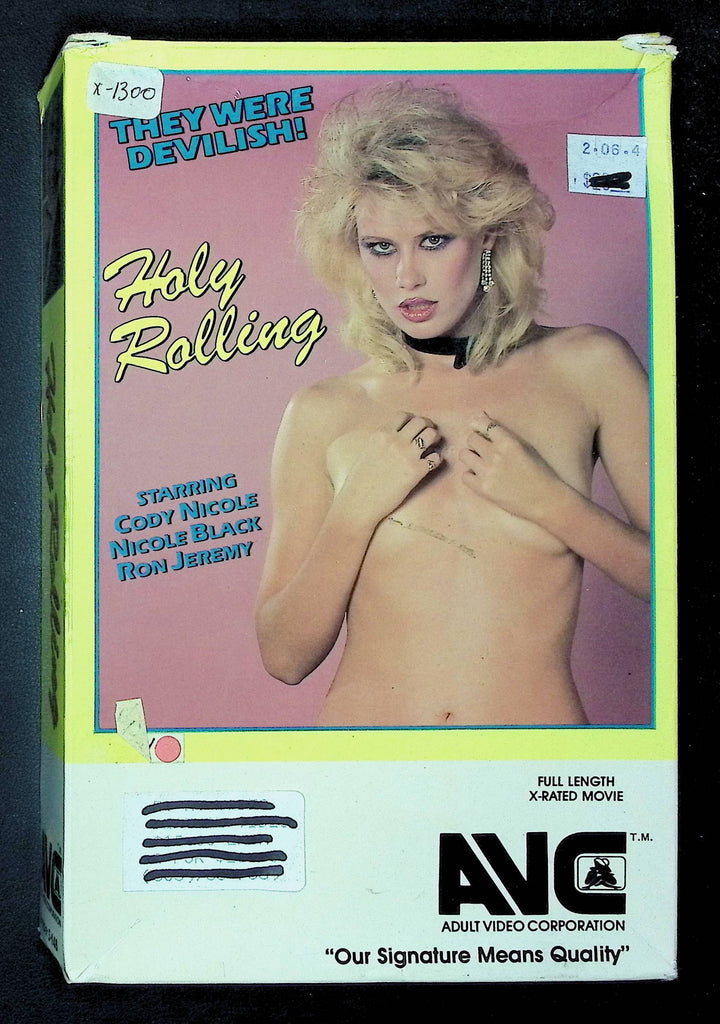 x-1300
THEY WERE
DEVILISH!
2·06·4
Holy
Rolling
STARRING
CODY NICOLE
NICOLE BLACK
RON JEREMY
FULL LENGTH
X-RATED MOVIE
AVC T.M.
ADULT VIDEO CORPORATION
"Our Signature Means Quality"